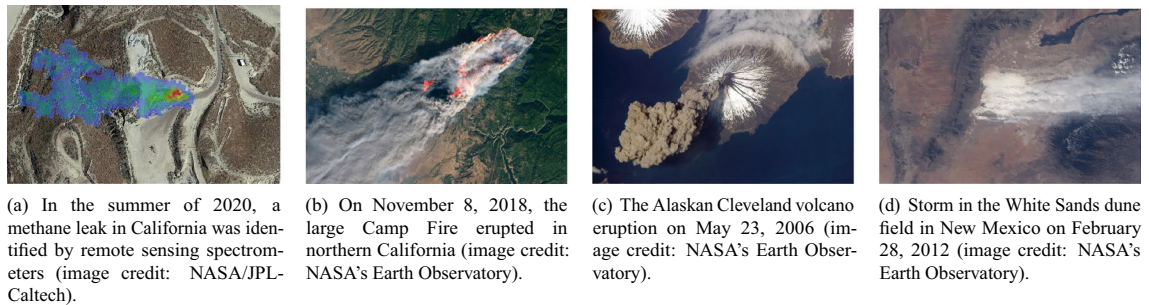 (a) In the summer of 2020, a
methane leak in California was iden-
tified by remote sensing spectrom-
eters (image credit: NASA/JPL-
Caltech).
(b) On November 8, 2018, the
large Camp Fire erupted in
northern California (image credit:
NASA's Earth Observatory).
(c) The Alaskan Cleveland volcano
eruption on May 23, 2006 (im-
age credit: NASA's Earth Obser-
vatory).
(d) Storm in the White Sands dune
field in New Mexico on February
28, 2012 (image credit: NASA's
Earth Observatory).